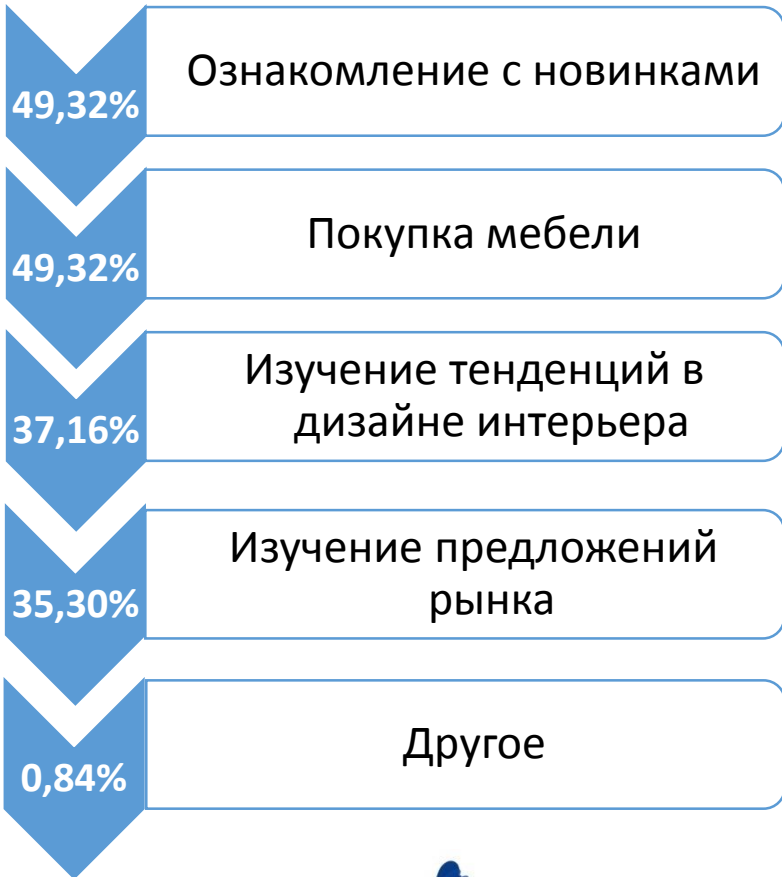 49,32%
Ознакомление с новинками
49,32%
Покупка мебели
37,16%
Изучение тенденций в
дизайне интерьера
35,30%
Изучение предложений
рынка
0,84%
Другое